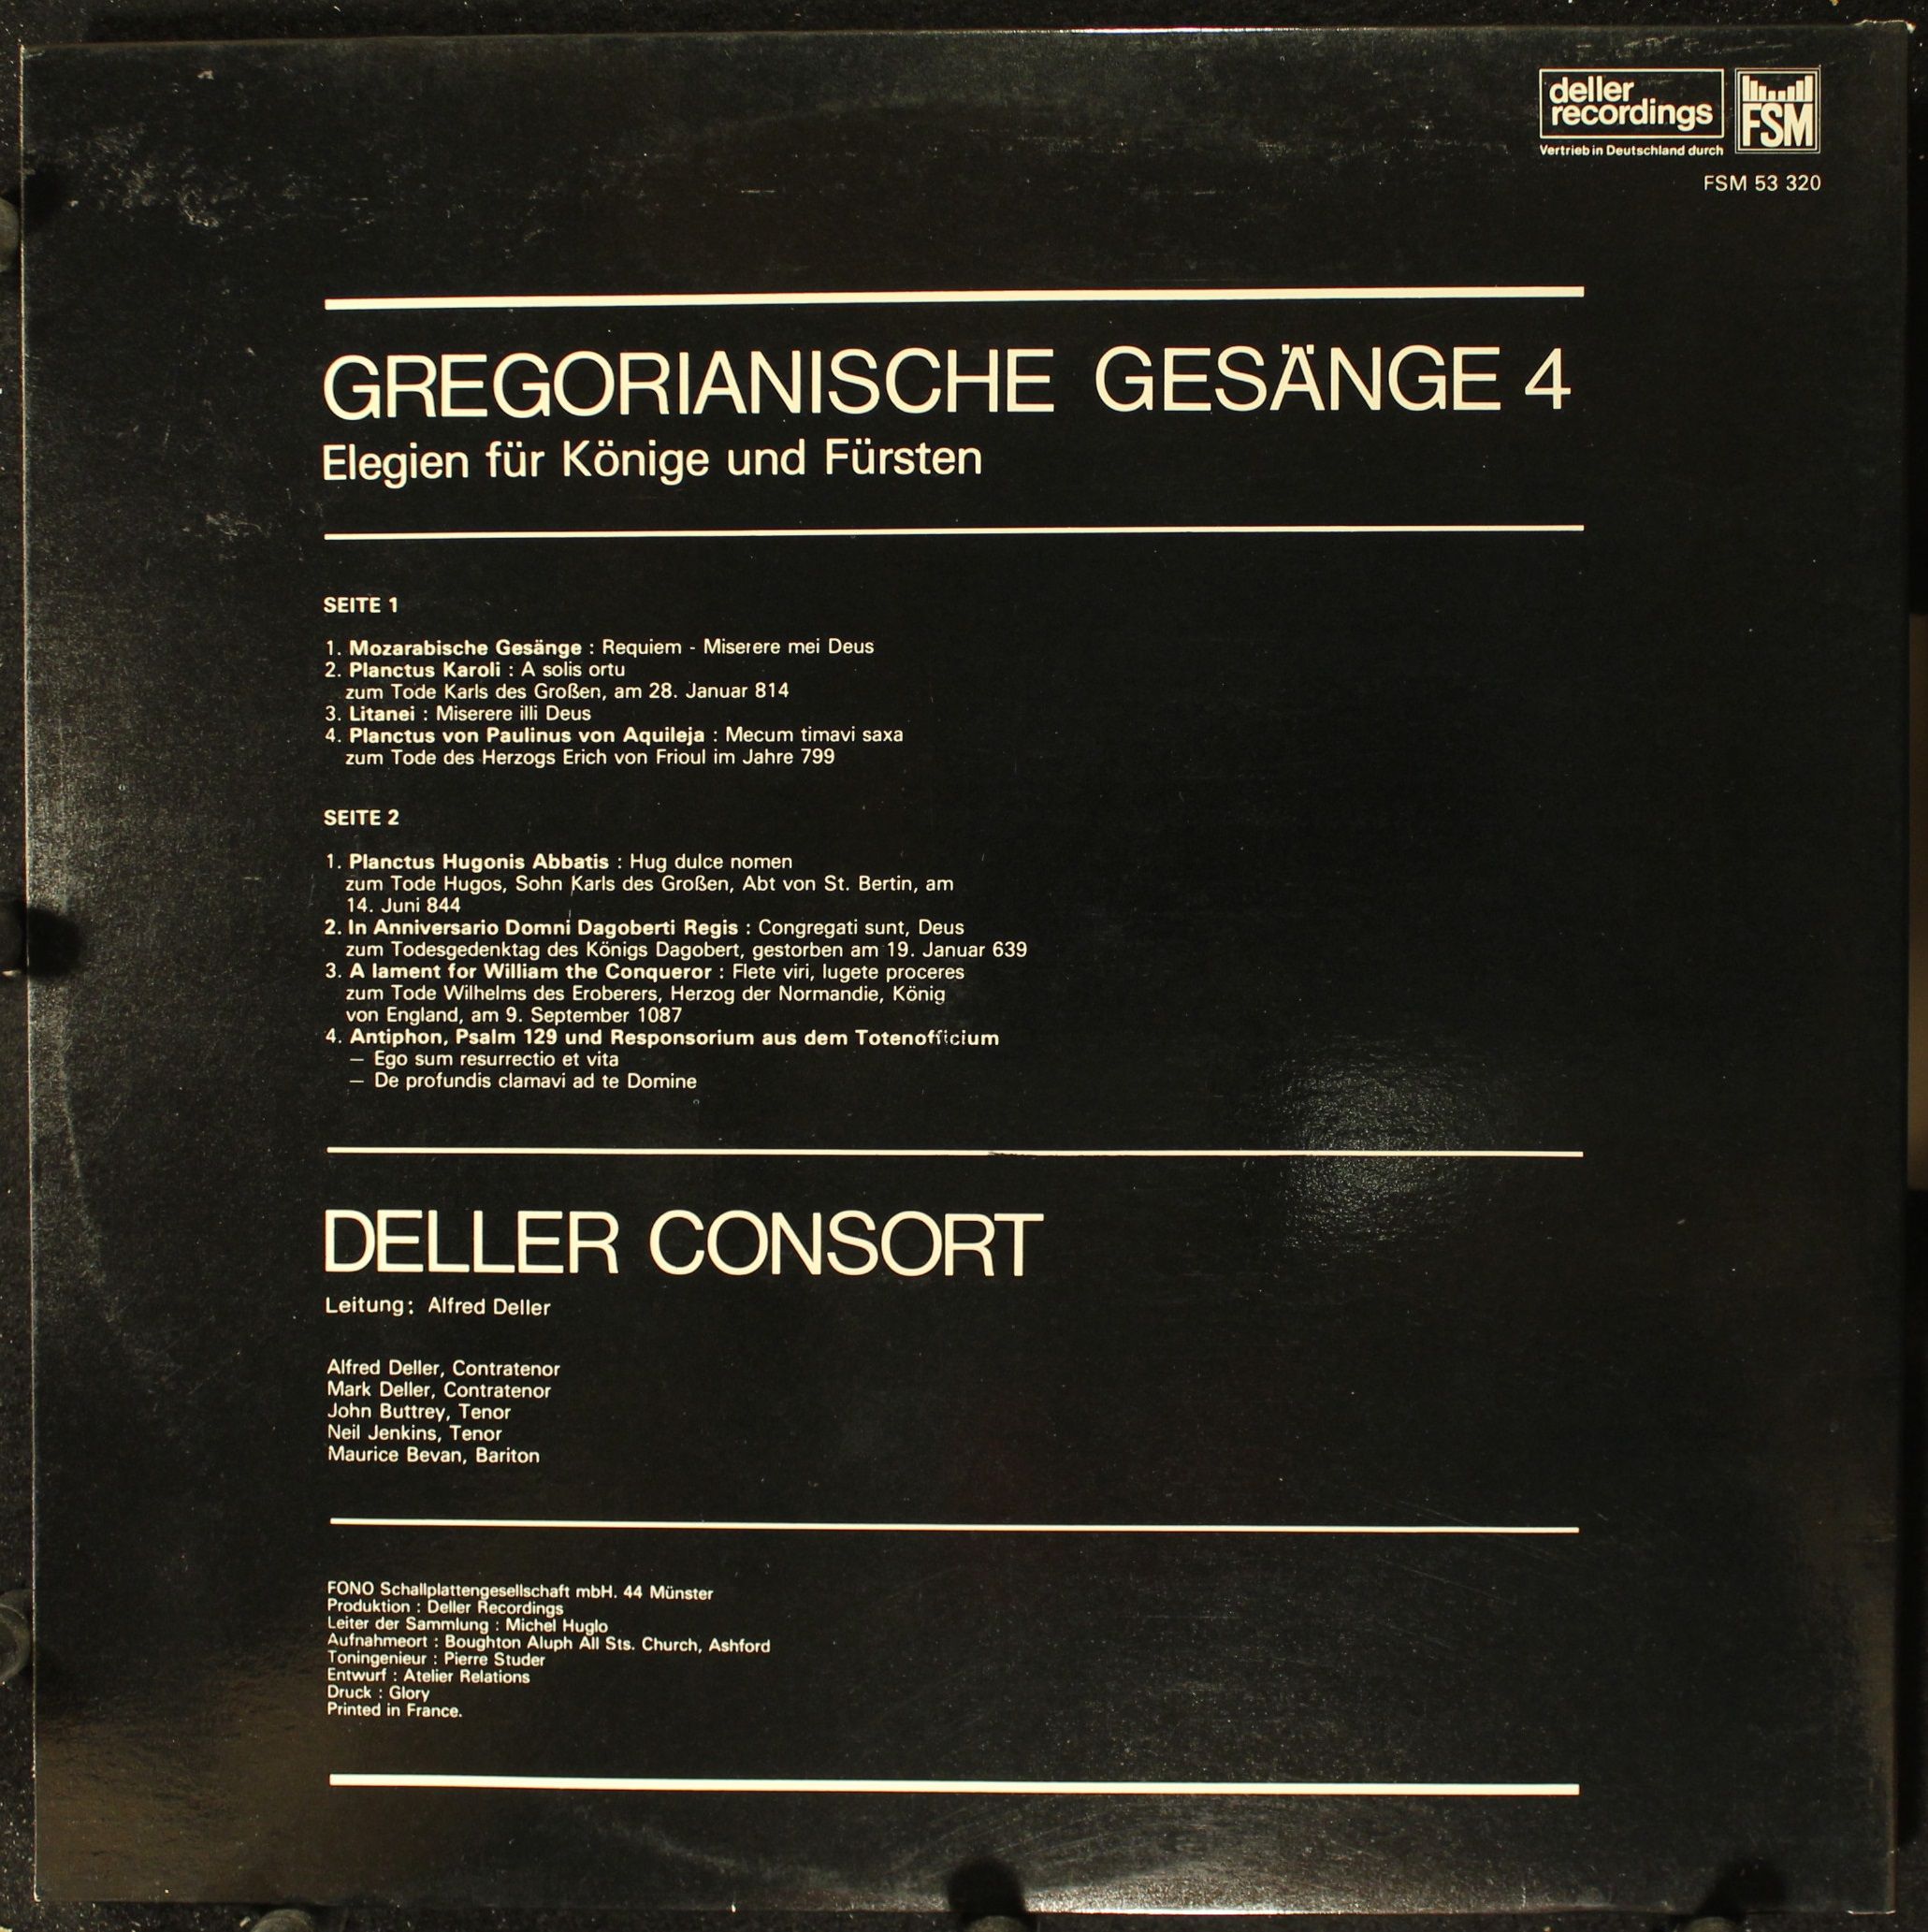 deller
recordings
FSM
Vertrieb in Deutschland durch
FSM 53 320
GREGORIANISCHE GESÄNGE 4
Elegien für Könige und Fürsten
SEITE 1
1. Mozarabische Gesänge : Requiem - Miserere mei Deus
2. Planctus Karoli : A solis ortu
zum Tode Karls des Großen, am 28. Januar 814
3. Litanei : Miserere illi Deus
4. Planctus von Paulinus von Aquileja : Mecum timavi saxa
zum Tode des Herzogs Erich von Frioul im Jahre 799
SEITE 2
1. Planctus Hugonis Abbatis : Hug dulce nomen
zum Tode Hugos, Sohn Karls des Großen, Abt von St. Bertin, am
14. Juni 844
2. In Anniversario Domni Dagoberti Regis : Congregati sunt, Deus
zum Todesgedenktag des Königs Dagobert, gestorben am 19. Januar 639
3. A lament for William the Conqueror : Flete viri, lugete proceres
zum Tode Wilhelms des Eroberers, Herzog der Normandie, König
von England, am 9. September 1087
4. Antiphon, Psalm 129 und Responsorium aus dem Totenofficium
— Ego sum resurrectio et vita
— De profundis clamavi ad te Domine
DELLER CONSORT
Leitung: Alfred Deller
Alfred Deller, Contratenor
Mark Deller, Contratenor
John Buttrey, Tenor
Neil Jenkins, Tenor
Maurice Bevan, Bariton
FONO Schallplattengesellschaft mbH. 44 Münster
Produktion : Deller Recordings
Leiter der Sammlung : Michel Huglo
Aufnahmeort : Boughton Aluph All Sts. Church, Ashford
Toningenieur : Pierre Studer
Entwurf : Atelier Relations
Druck : Glory
Printed in France.